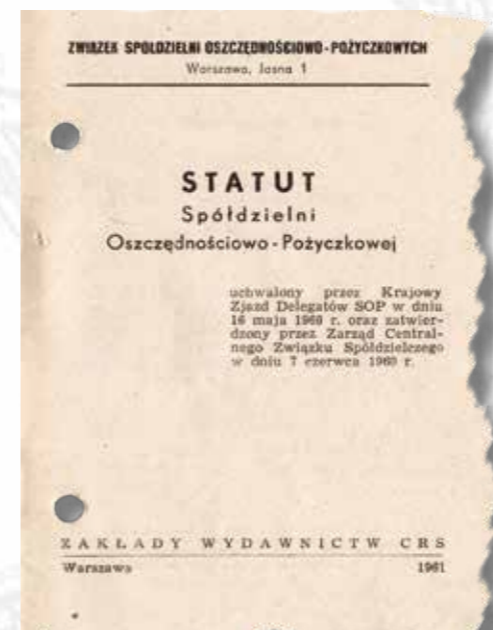 ZWIĄZEK SPÓŁDZIELNI OSZCZĘDNOŚCIOWO-POŻYCZKOWYCH
Warszawa, Jasna 1
STATUT
Spółdzielni
Oszczędnościowo-Pożyczkowej
uchwalony przez Krajowy
Zjazd Delegatów SOP w dniu
16 maja 1960 r. oraz zatwier-
dzony przez Zarząd Central-
nego Związku Spółdzielczego
w dniu 7 czerwca 1960 r.
ZAKŁADY WYDAWNICTW CRS
Warszawa 1961